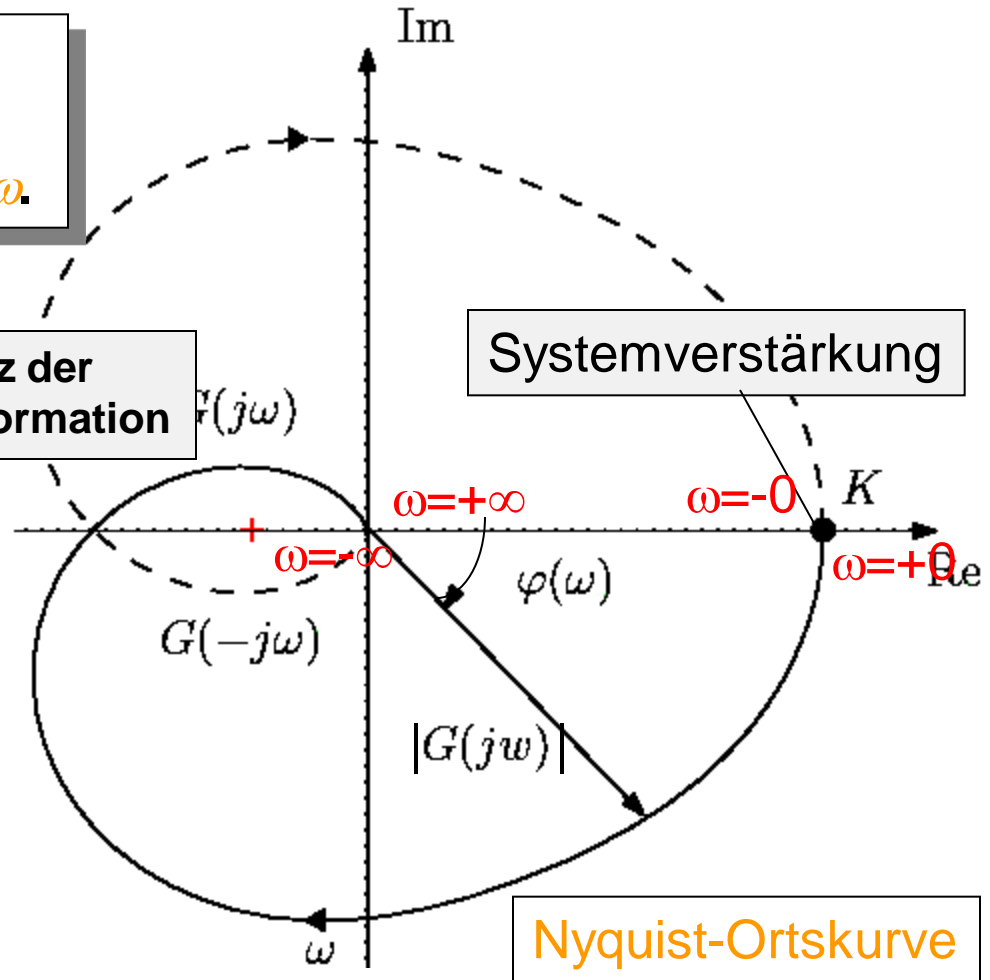 Im
ω.
Systemverstärkung
z der
ormation
G(jω)
ω=+∞
ω=-0
K
ω=-∞
φ(ω)
ω=+0
Re
G(-jω)
|G(jw)|
ω
Nyquist-Ortskurve